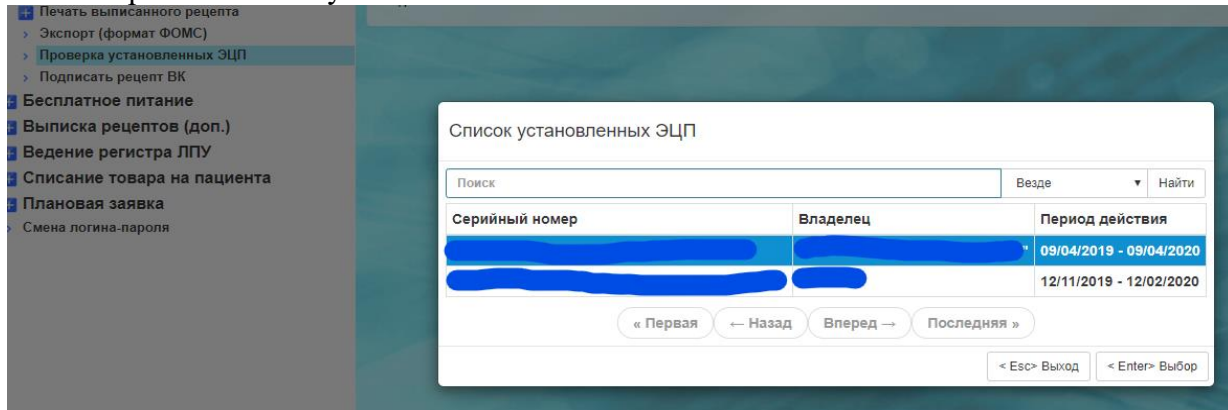 Печать выписанного рецепта
Экспорт (формат ФОМС)
Проверка установленных ЭЦП
Подписать рецепт ВК
Бесплатное питание
Выписка рецептов (доп.)
Ведение регистра ЛПУ
Списание товара на пациента
Плановая заявка
Смена логина-пароля
Список установленных ЭЦП
Поиск Везде Найти
Серийный номер Владелец Период действия
" 09/04/2019 - 09/04/2020
12/11/2019 - 12/02/2020
« Первая ← Назад Вперед → Последняя »
< Esc> Выход < Enter> Выбор